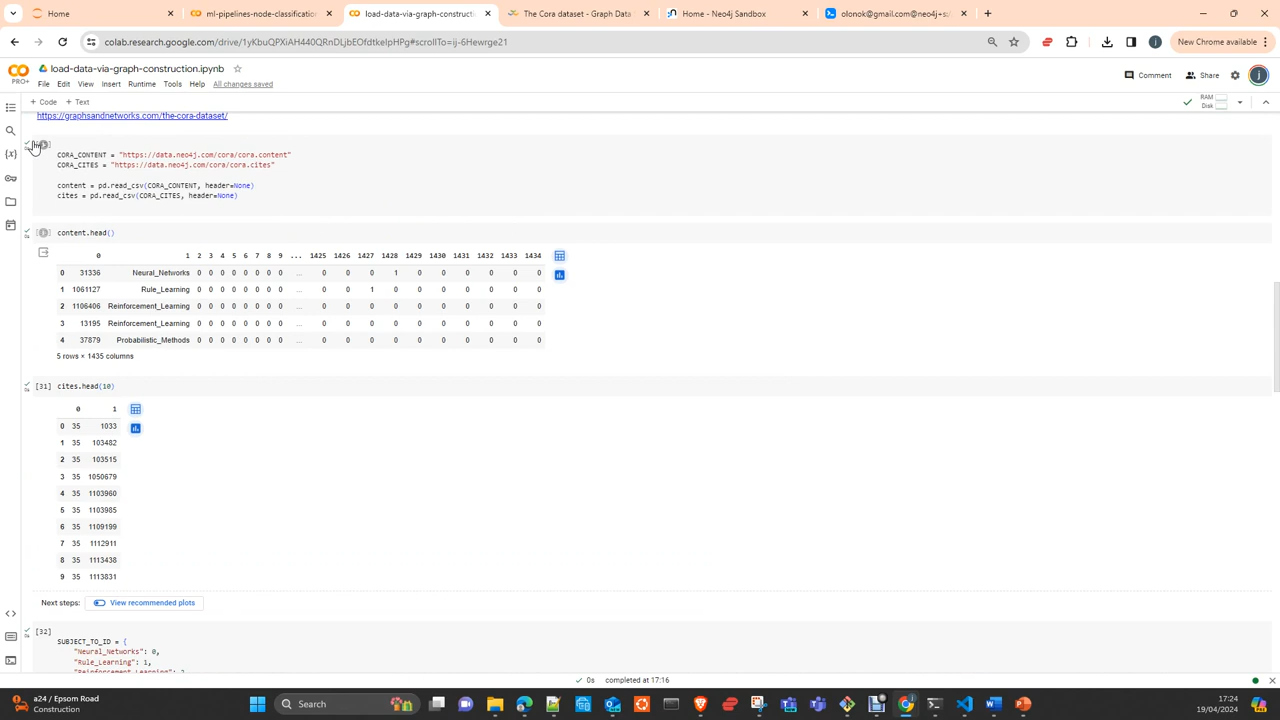 Home
ml-pipelines-node-classification
load-data-via-graph-constructi
The Cora dataset - Graph Data
Home - Neo4j Sandbox
olonok@gmail.com@neo4j+s
colab.research.google.com/drive/1yKbuQPXiAH440QRnDLjbEOfdtkeIpHPg#scrollTo=ij-6Hewrge21
New Chrome available
CO
PRO+
load-data-via-graph-construction.ipynb
Comment
Share
j
File Edit View Insert Runtime Tools Help All changes saved
+ Code + Text
RAM
Disk
https://graphsandnetworks.com/the-cora-dataset/
CORA_CONTENT = "https://data.neo4j.com/cora/cora.content"
CORA_CITES = "https://data.neo4j.com/cora/cora.cites"
content = pd.read_csv(CORA_CONTENT, header=None)
cites = pd.read_csv(CORA_CITES, header=None)
content.head()
0 1 2 3 4 5 6 7 8 9 ... 1425 1426 1427 1428 1429 1430 1431 1432 1433 1434
0 31336 Neural_Networks 0 0 0 0 0 0 0 0 ... 0 0 0 1 0 0 0 0 0 0
1 1061127 Rule_Learning 0 0 0 0 0 0 0 0 ... 0 0 1 0 0 0 0 0 0 0
2 1106406 Reinforcement_Learning 0 0 0 0 0 0 0 0 ... 0 0 0 0 0 0 0 0 0 0
3 13195 Reinforcement_Learning 0 0 0 0 0 0 0 0 ... 0 0 0 0 0 0 0 0 0 0
4 37879 Probabilistic_Methods 0 0 0 0 0 0 0 0 ... 0 0 0 0 0 0 0 0 0 0
5 rows × 1435 columns
[31] cites.head(10)
0 1
0 35 1033
1 35 103482
2 35 103515
3 35 1050679
4 35 1103960
5 35 1103985
6 35 1109199
7 35 1112911
8 35 1113438
9 35 1113831
Next steps: View recommended plots
[32]
SUBJECT_TO_ID = {
"Neural_Networks": 0,
"Rule_Learning": 1,
"Reinforcement_Learning": 2
0s completed at 17:16
a24 / Epsom Road
Construction
Search
17:24
19/04/2024